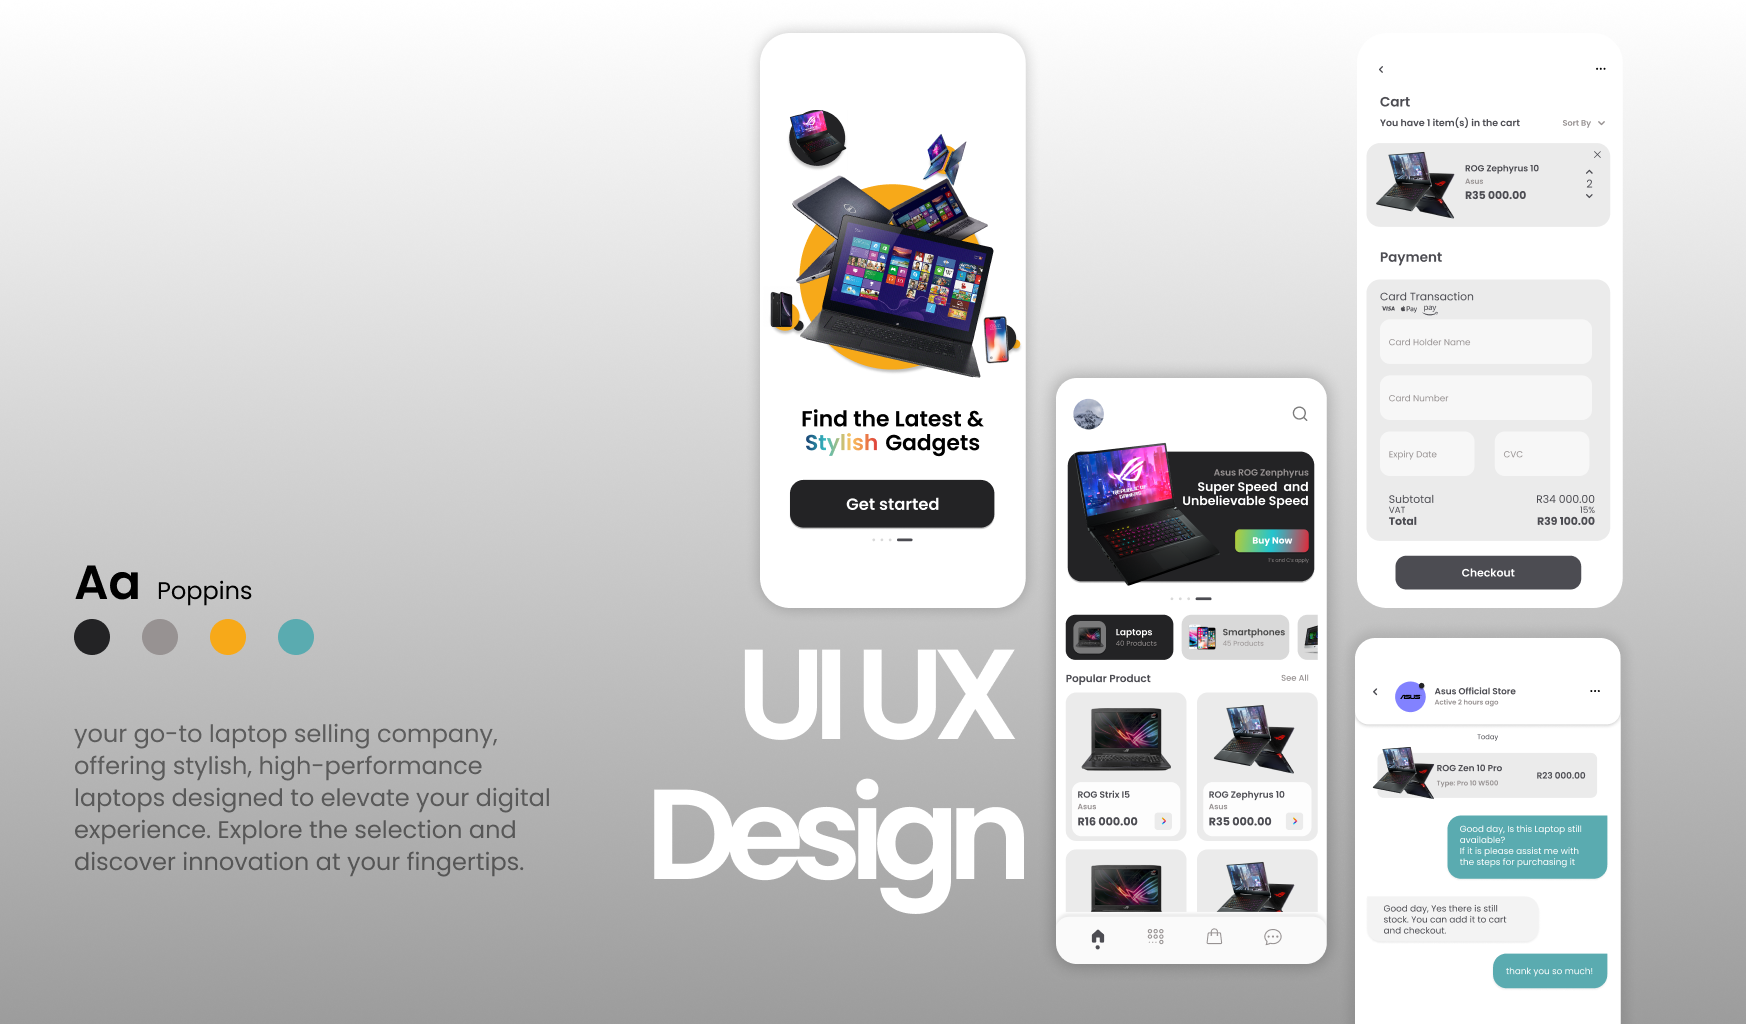 Aa Poppins
your go-to laptop selling company,
offering stylish, high-performance
laptops designed to elevate your digital
experience. Explore the selection and
discover innovation at your fingertips.
UI UX
Design
Find the Latest &
Stylish Gadgets
Get started
Asus ROG Zenphyrus
Super Speed and
Unbelievable Speed
REPUBLIC OF
GAMERS
Buy Now
T's and C's apply
Laptops
40 Products
Smartphones
45 Products
Popular Product
See All
ROG Strix I5
Asus
R16 000.00
ROG Zephyrus 10
Asus
R35 000.00
Cart
You have 1 item(s) in the cart
Sort By
ROG Zephyrus 10
Asus
R35 000.00
2
Payment
Card Transaction
VISA Pay pay
Card Holder Name
Card Number
Expiry Date
CVC
Subtotal R34 000.00
VAT 15%
Total R39 100.00
Checkout
ASUS
Asus Official Store
Active 2 hours ago
Today
ROG Zen 10 Pro
Type: Pro 10 W500
R23 000.00
Good day, Is this Laptop still
available?
If it is please assist me with
the steps for purchasing it
Good day, Yes there is still
stock. You can add it to cart
and checkout.
thank you so much!